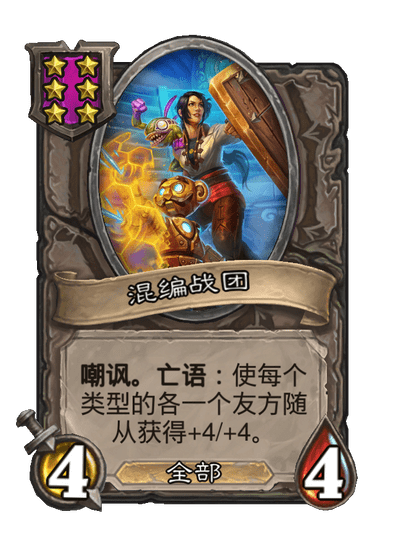 混编战团
嘲讽。亡语：使每个
类型的各一个友方随
从获得+4/+4。
4
全部
4